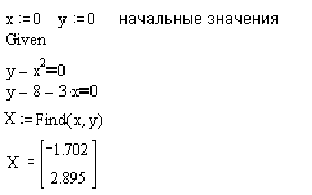 x := 0 y := 0 начальные значения
Given
y − x²=0
y − 8 − 3·x=0
X := Find(x, y)
X = [−1.702
2.895]